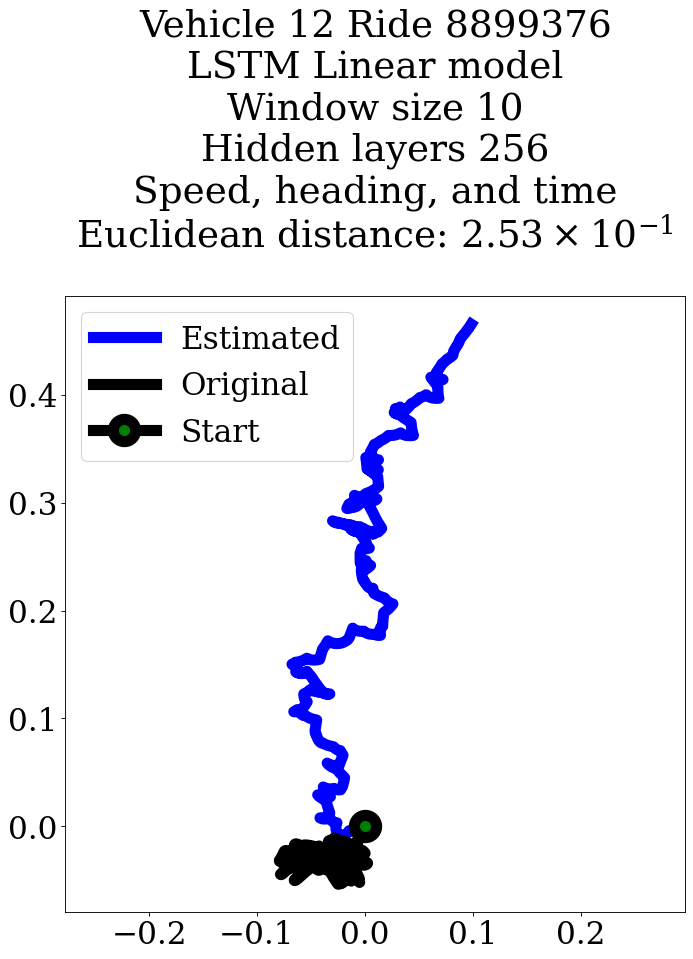 Vehicle 12 Ride 8899376
LSTM Linear model
Window size 10
Hidden layers 256
Speed, heading, and time
Euclidean distance: 2.53 × 10⁻¹
Estimated
Original
Start
0.4
0.3
0.2
0.1
0.0
−0.2 −0.1 0.0 0.1 0.2